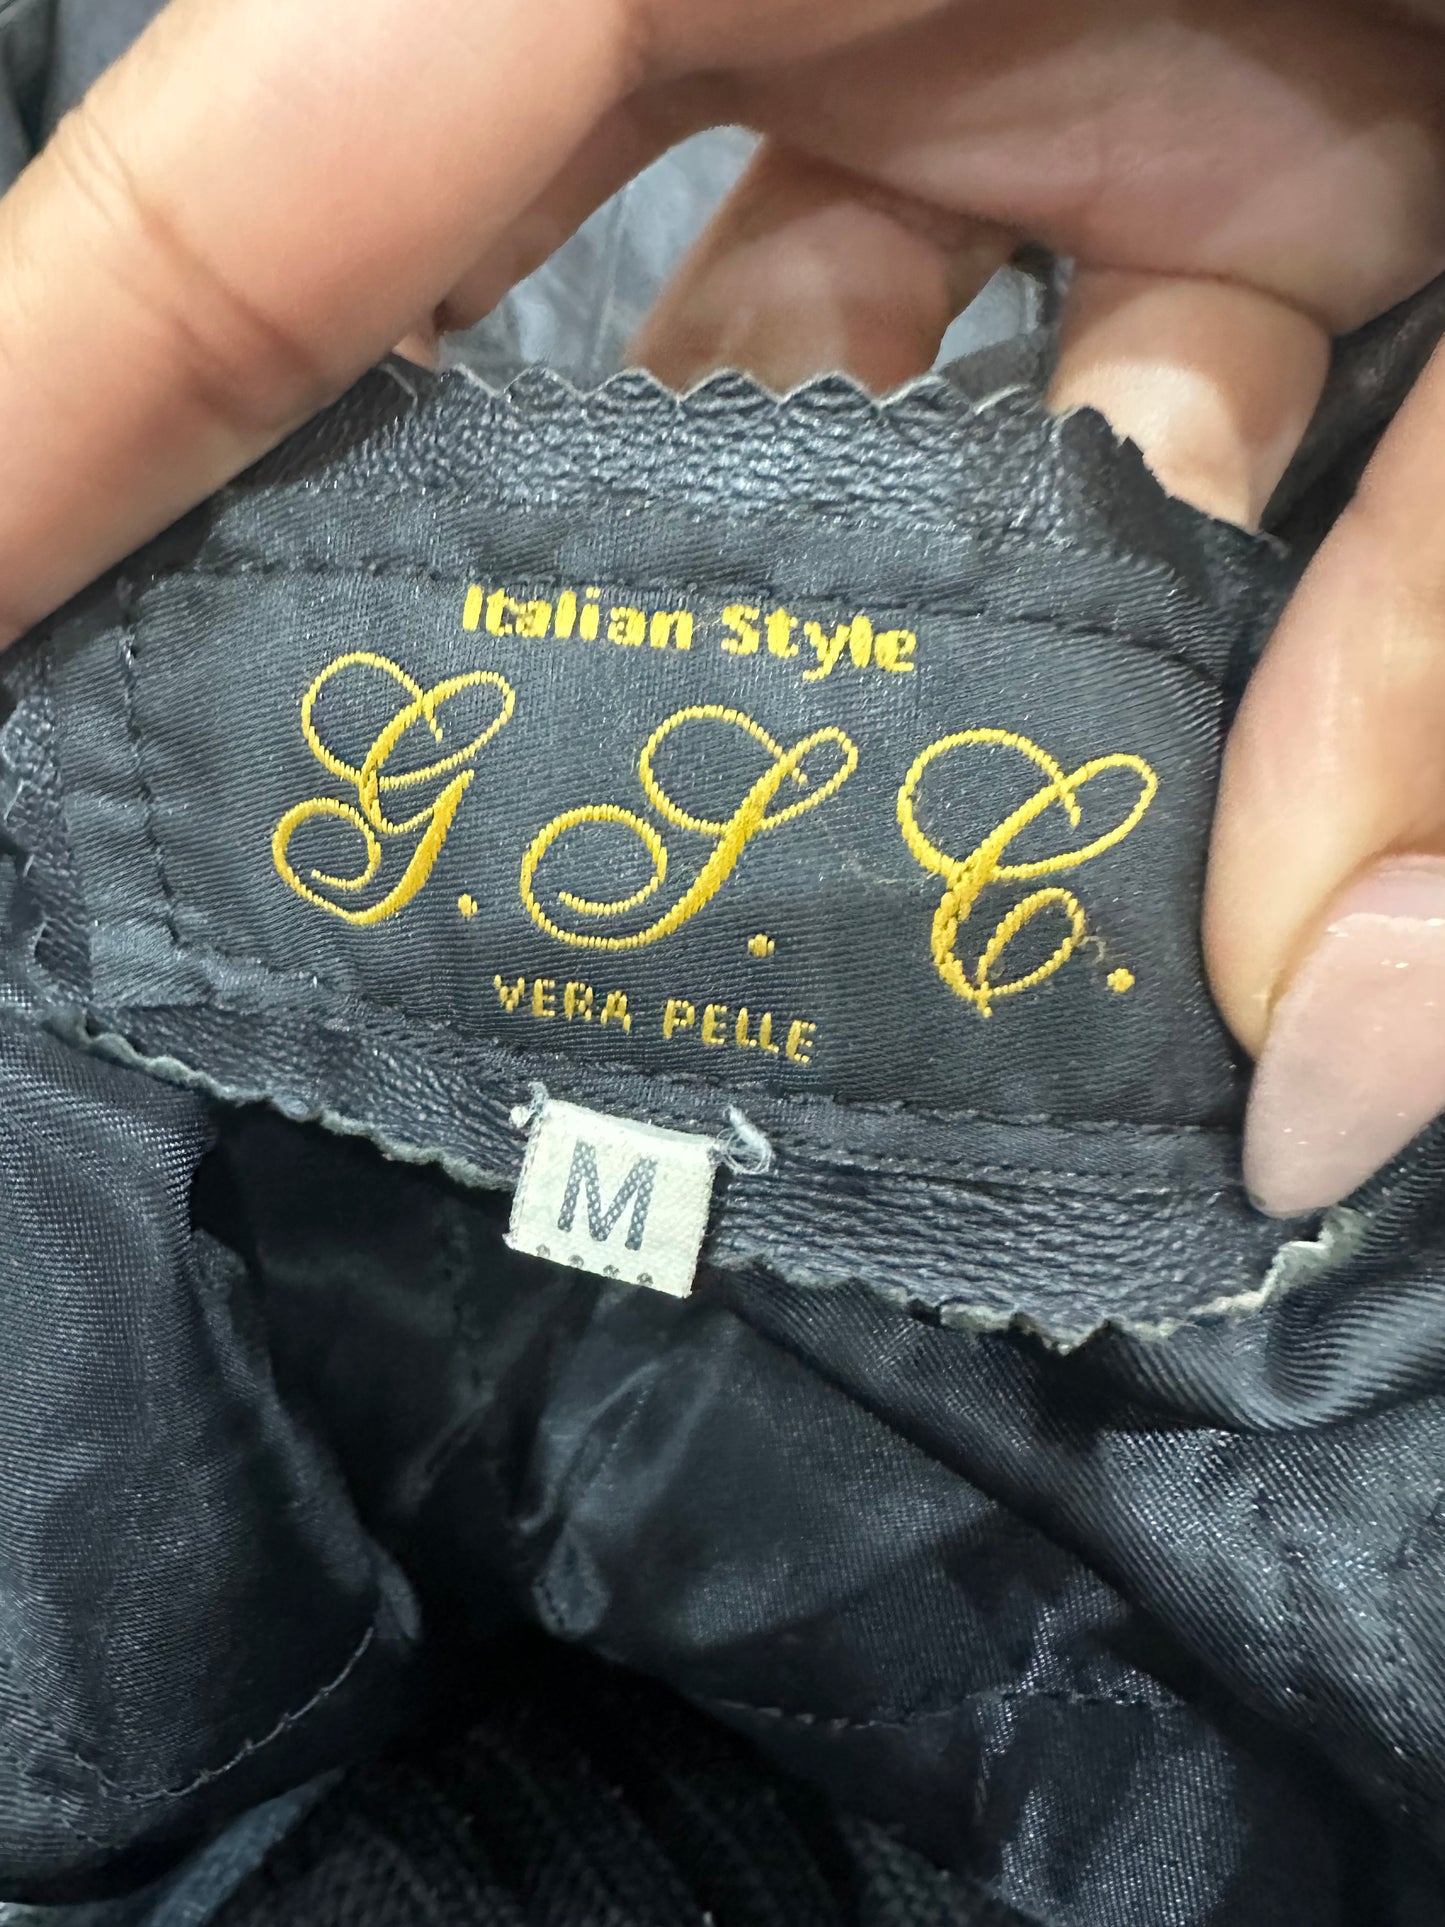 Italian Style
G. S. C.
VERA PELLE
M